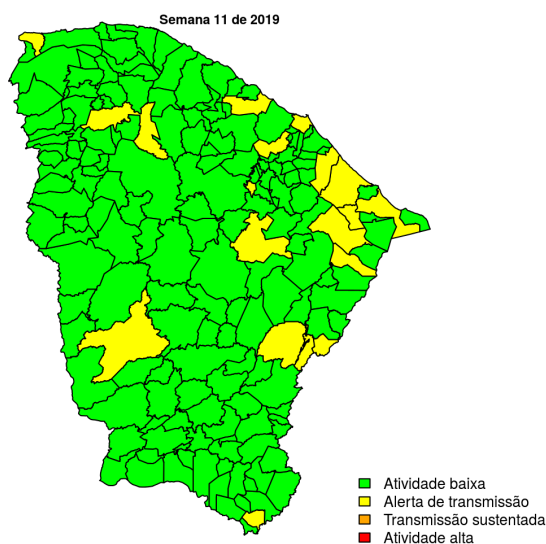 Semana 11 de 2019
Atividade baixa
Alerta de transmissão
Transmissão sustentada
Atividade alta